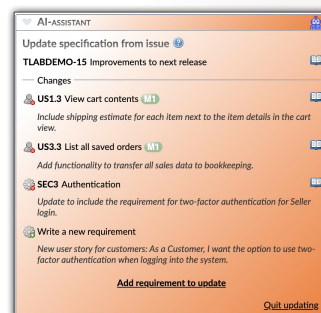 AI-ASSISTANT
Update specification from issue ?
TLABDEMO-15 Improvements to next release
Changes
US1.3 View cart contents M1
Include shipping estimate for each item next to the item details in the cart
view.
US3.3 List all saved orders M1
Add functionality to transfer all sales data to bookkeeping.
SEC3 Authentication
Update to include the requirement for two-factor authentication for Seller
login.
Write a new requirement
New user story for customers: As a Customer, I want the option to use two-
factor authentication when logging into the system.
Add requirement to update
Quit updating